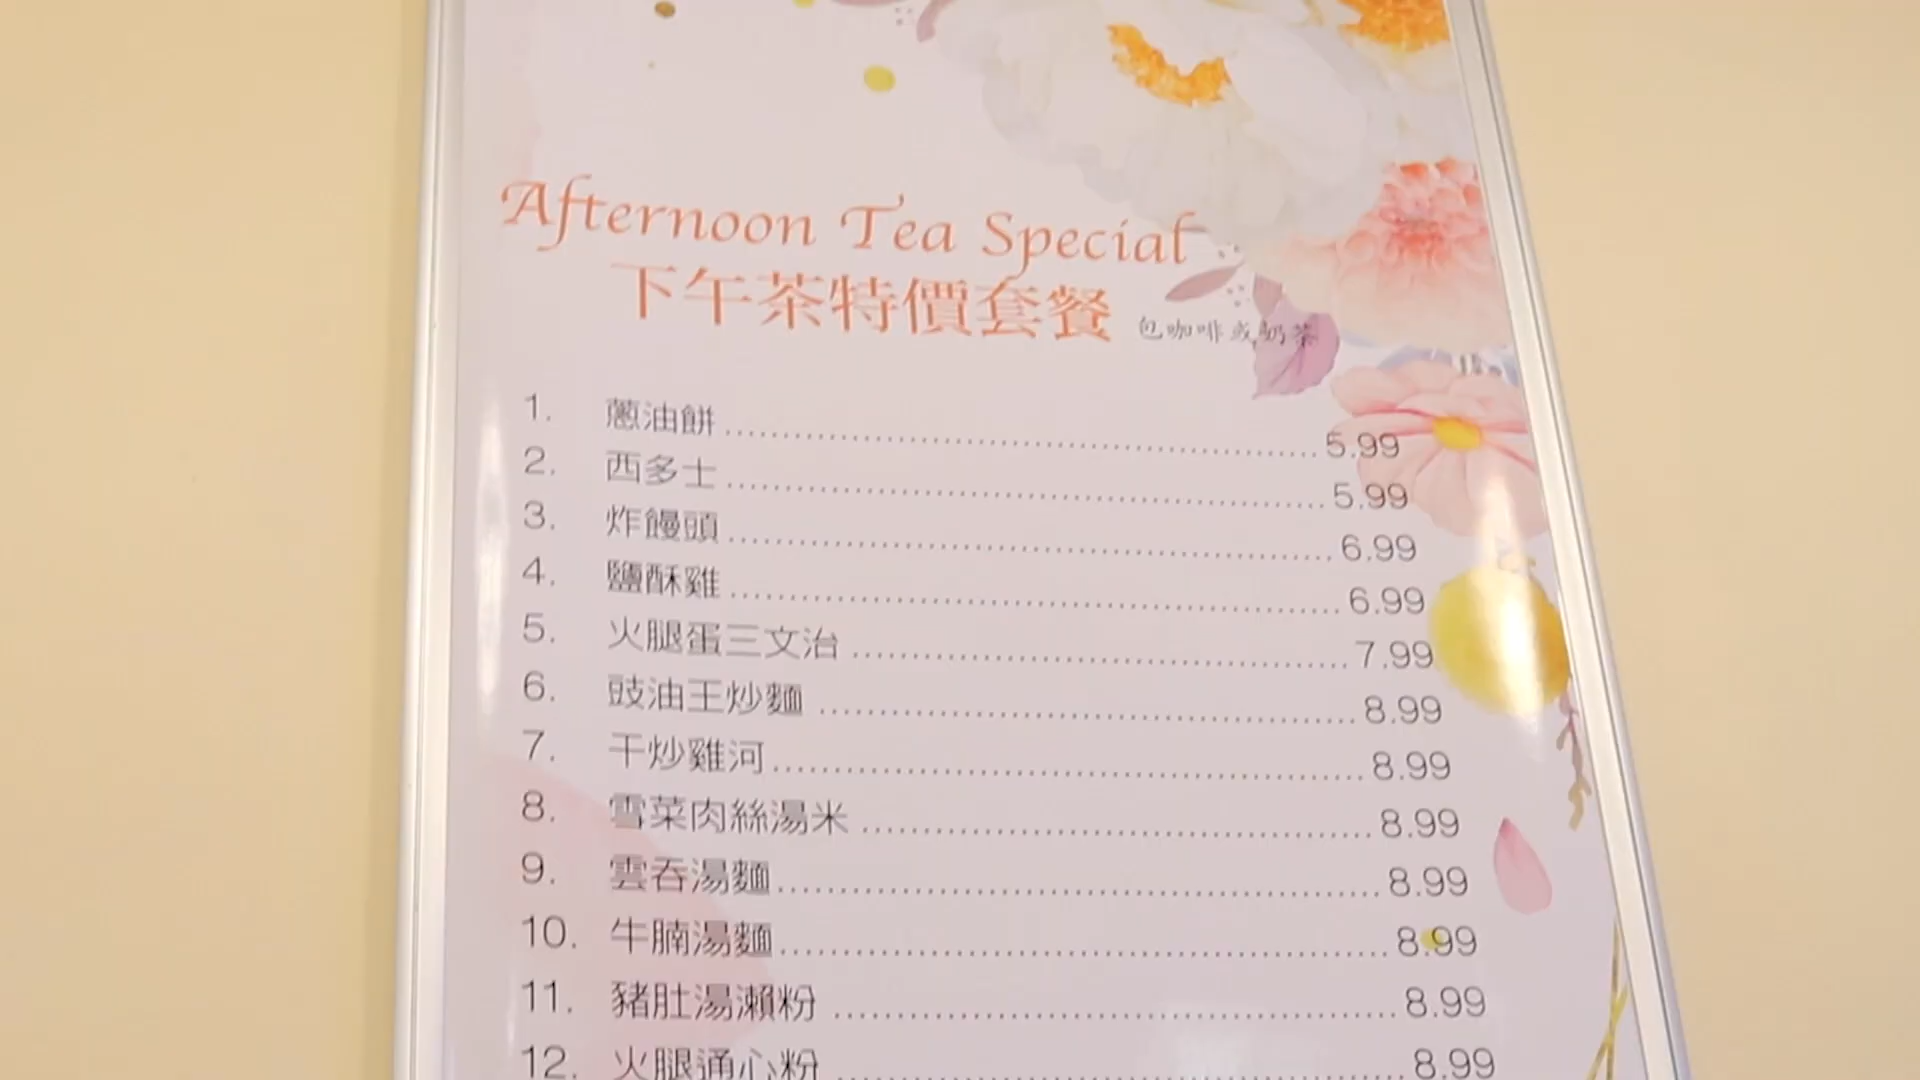 Afternoon Tea Special
下午茶特價套餐 包咖啡或奶茶
1. 蔥油餅 5.99
2. 西多士 5.99
3. 炸饅頭 6.99
4. 鹽酥雞 6.99
5. 火腿蛋三文治 7.99
6. 豉油王炒麵 8.99
7. 干炒雞河 8.99
8. 雪菜肉絲湯米 8.99
9. 雲吞湯麵 8.99
10. 牛腩湯麵 8.99
11. 豬肚湯瀨粉 8.99
12. 火腿通心粉 8.99